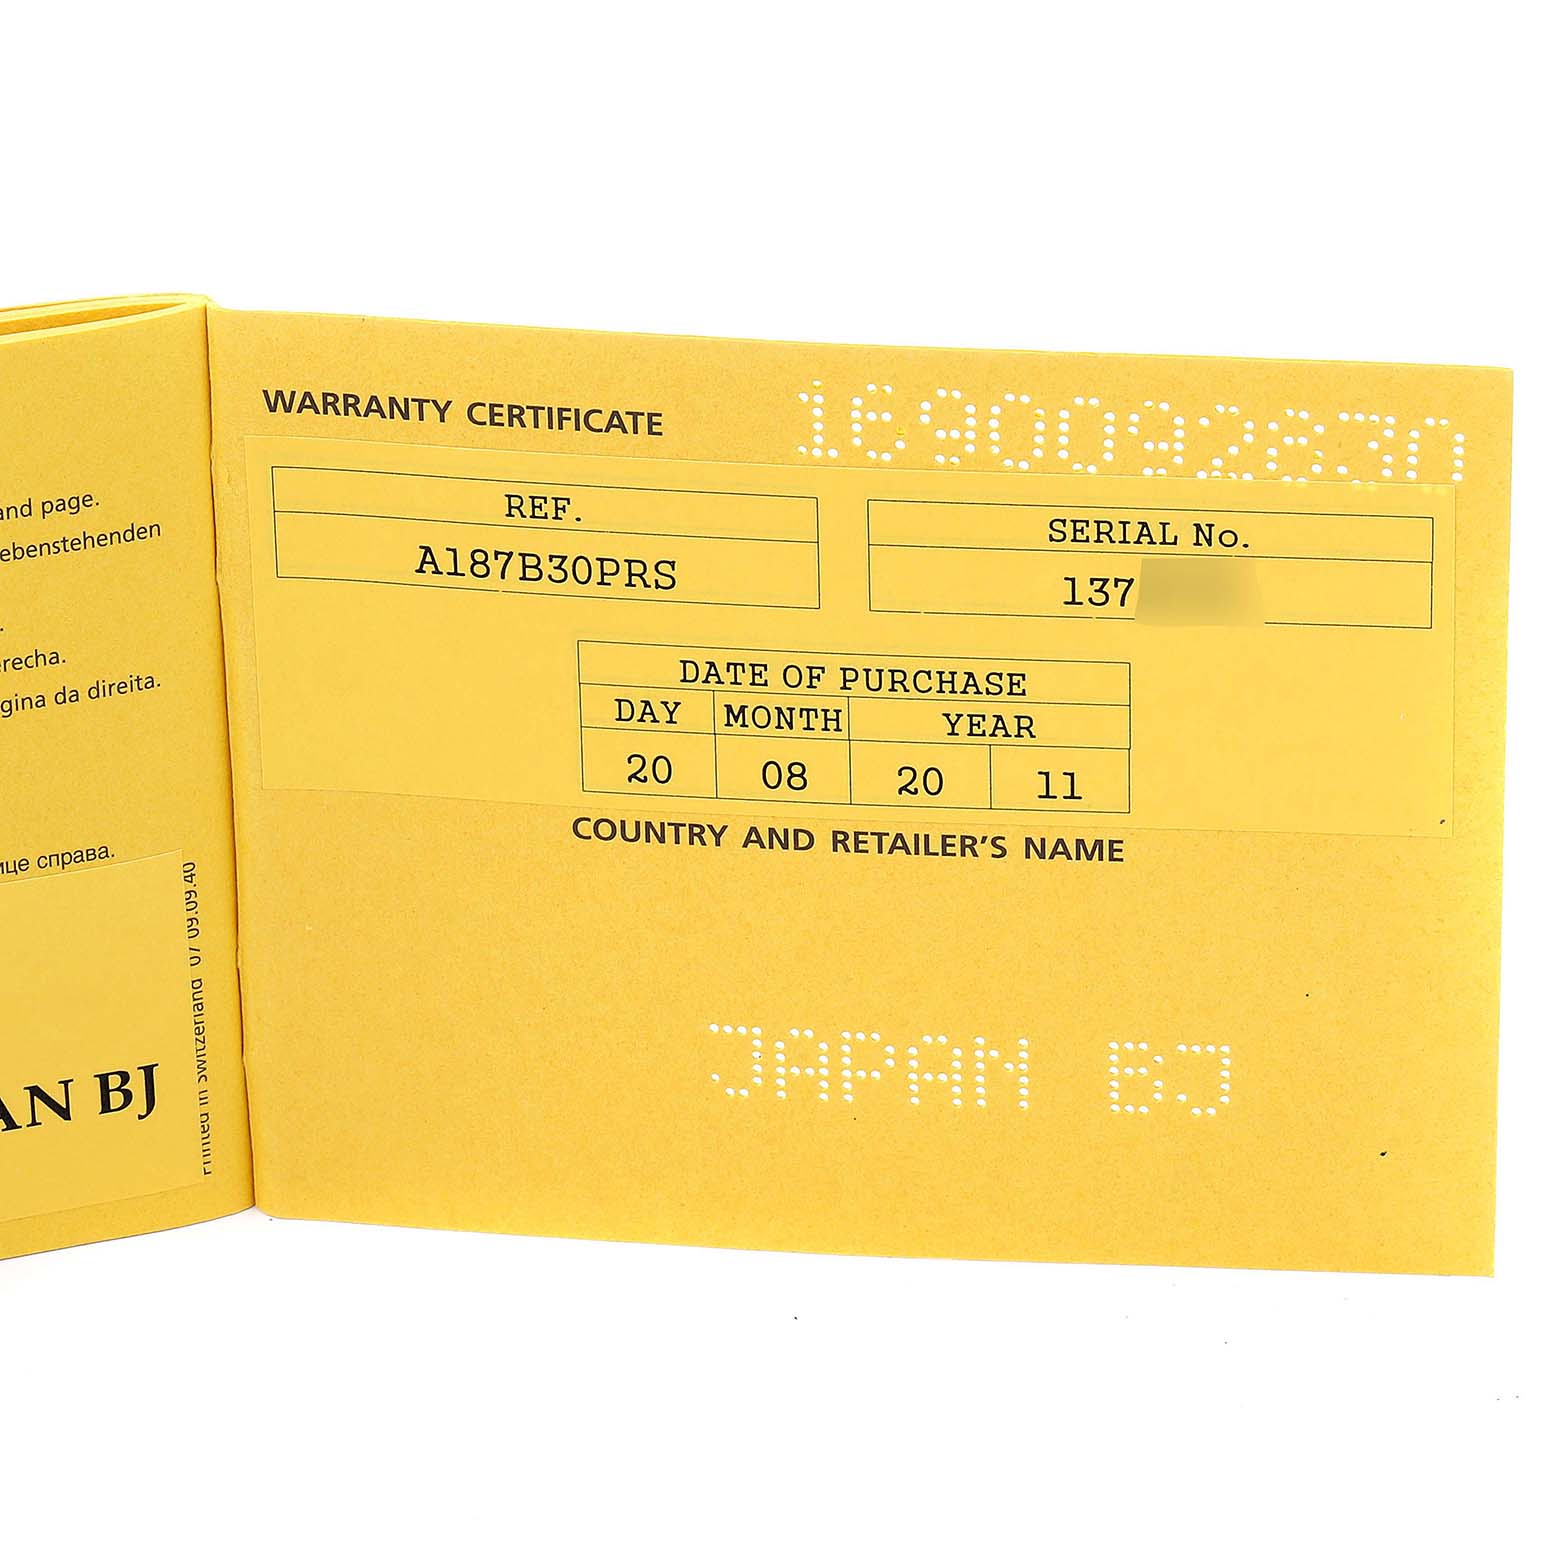 and page.
ebenstehenden
.
erecha.
gina da direita.
ице справа.
AN BJ
Printed in Switzerland 07 09.09.40
WARRANTY CERTIFICATE
REF.
A187B30PRS
SERIAL No.
137
DATE OF PURCHASE
DAY MONTH YEAR
20 08 20 11
COUNTRY AND RETAILER'S NAME
JAPAN BJ